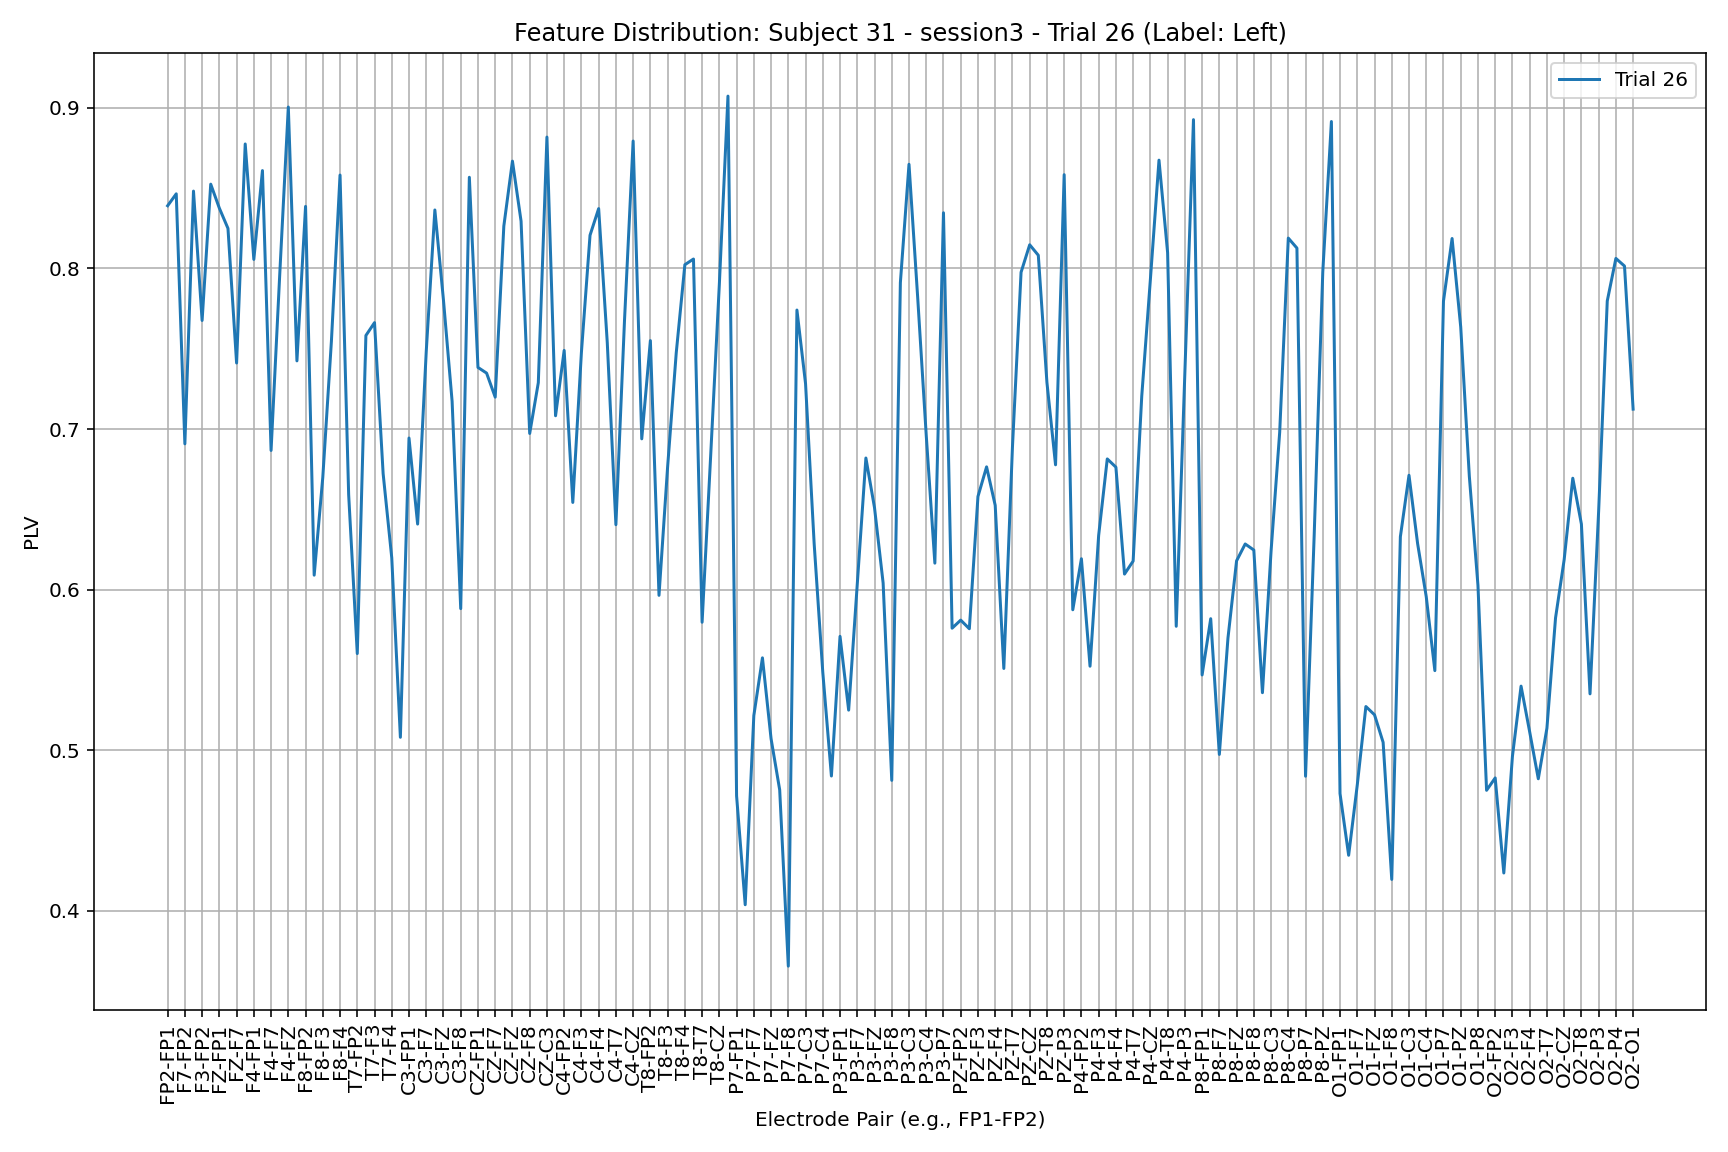 Feature Distribution: Subject 31 - session3 - Trial 26 (Label: Left)
Trial 26
0.9
0.8
0.7
0.6
0.5
0.4
PLV
FP2-FP1
F7-FP2
F3-FP2
FZ-FP1
FZ-F7
F4-FP1
F4-F7
F4-FZ
F8-FP2
F8-F3
F8-F4
T7-FP2
T7-F3
T7-F4
C3-FP1
C3-F7
C3-FZ
C3-F8
CZ-FP1
CZ-F7
CZ-FZ
CZ-F8
CZ-C3
C4-FP2
C4-F3
C4-F4
C4-T7
C4-CZ
T8-FP2
T8-F3
T8-F4
T8-T7
T8-CZ
P7-FP1
P7-F7
P7-FZ
P7-F8
P7-C3
P7-C4
P3-FP1
P3-F7
P3-FZ
P3-F8
P3-C3
P3-C4
P3-P7
PZ-FP2
PZ-F3
PZ-F4
PZ-T7
PZ-CZ
PZ-T8
PZ-P3
P4-FP2
P4-F3
P4-F4
P4-T7
P4-CZ
P4-T8
P4-P3
P8-FP1
P8-F7
P8-FZ
P8-F8
P8-C3
P8-C4
P8-P7
P8-PZ
O1-FP1
O1-F7
O1-FZ
O1-F8
O1-C3
O1-C4
O1-P7
O1-PZ
O1-P8
O2-FP2
O2-F3
O2-F4
O2-T7
O2-CZ
O2-T8
O2-P3
O2-P4
O2-O1
Electrode Pair (e.g., FP1-FP2)